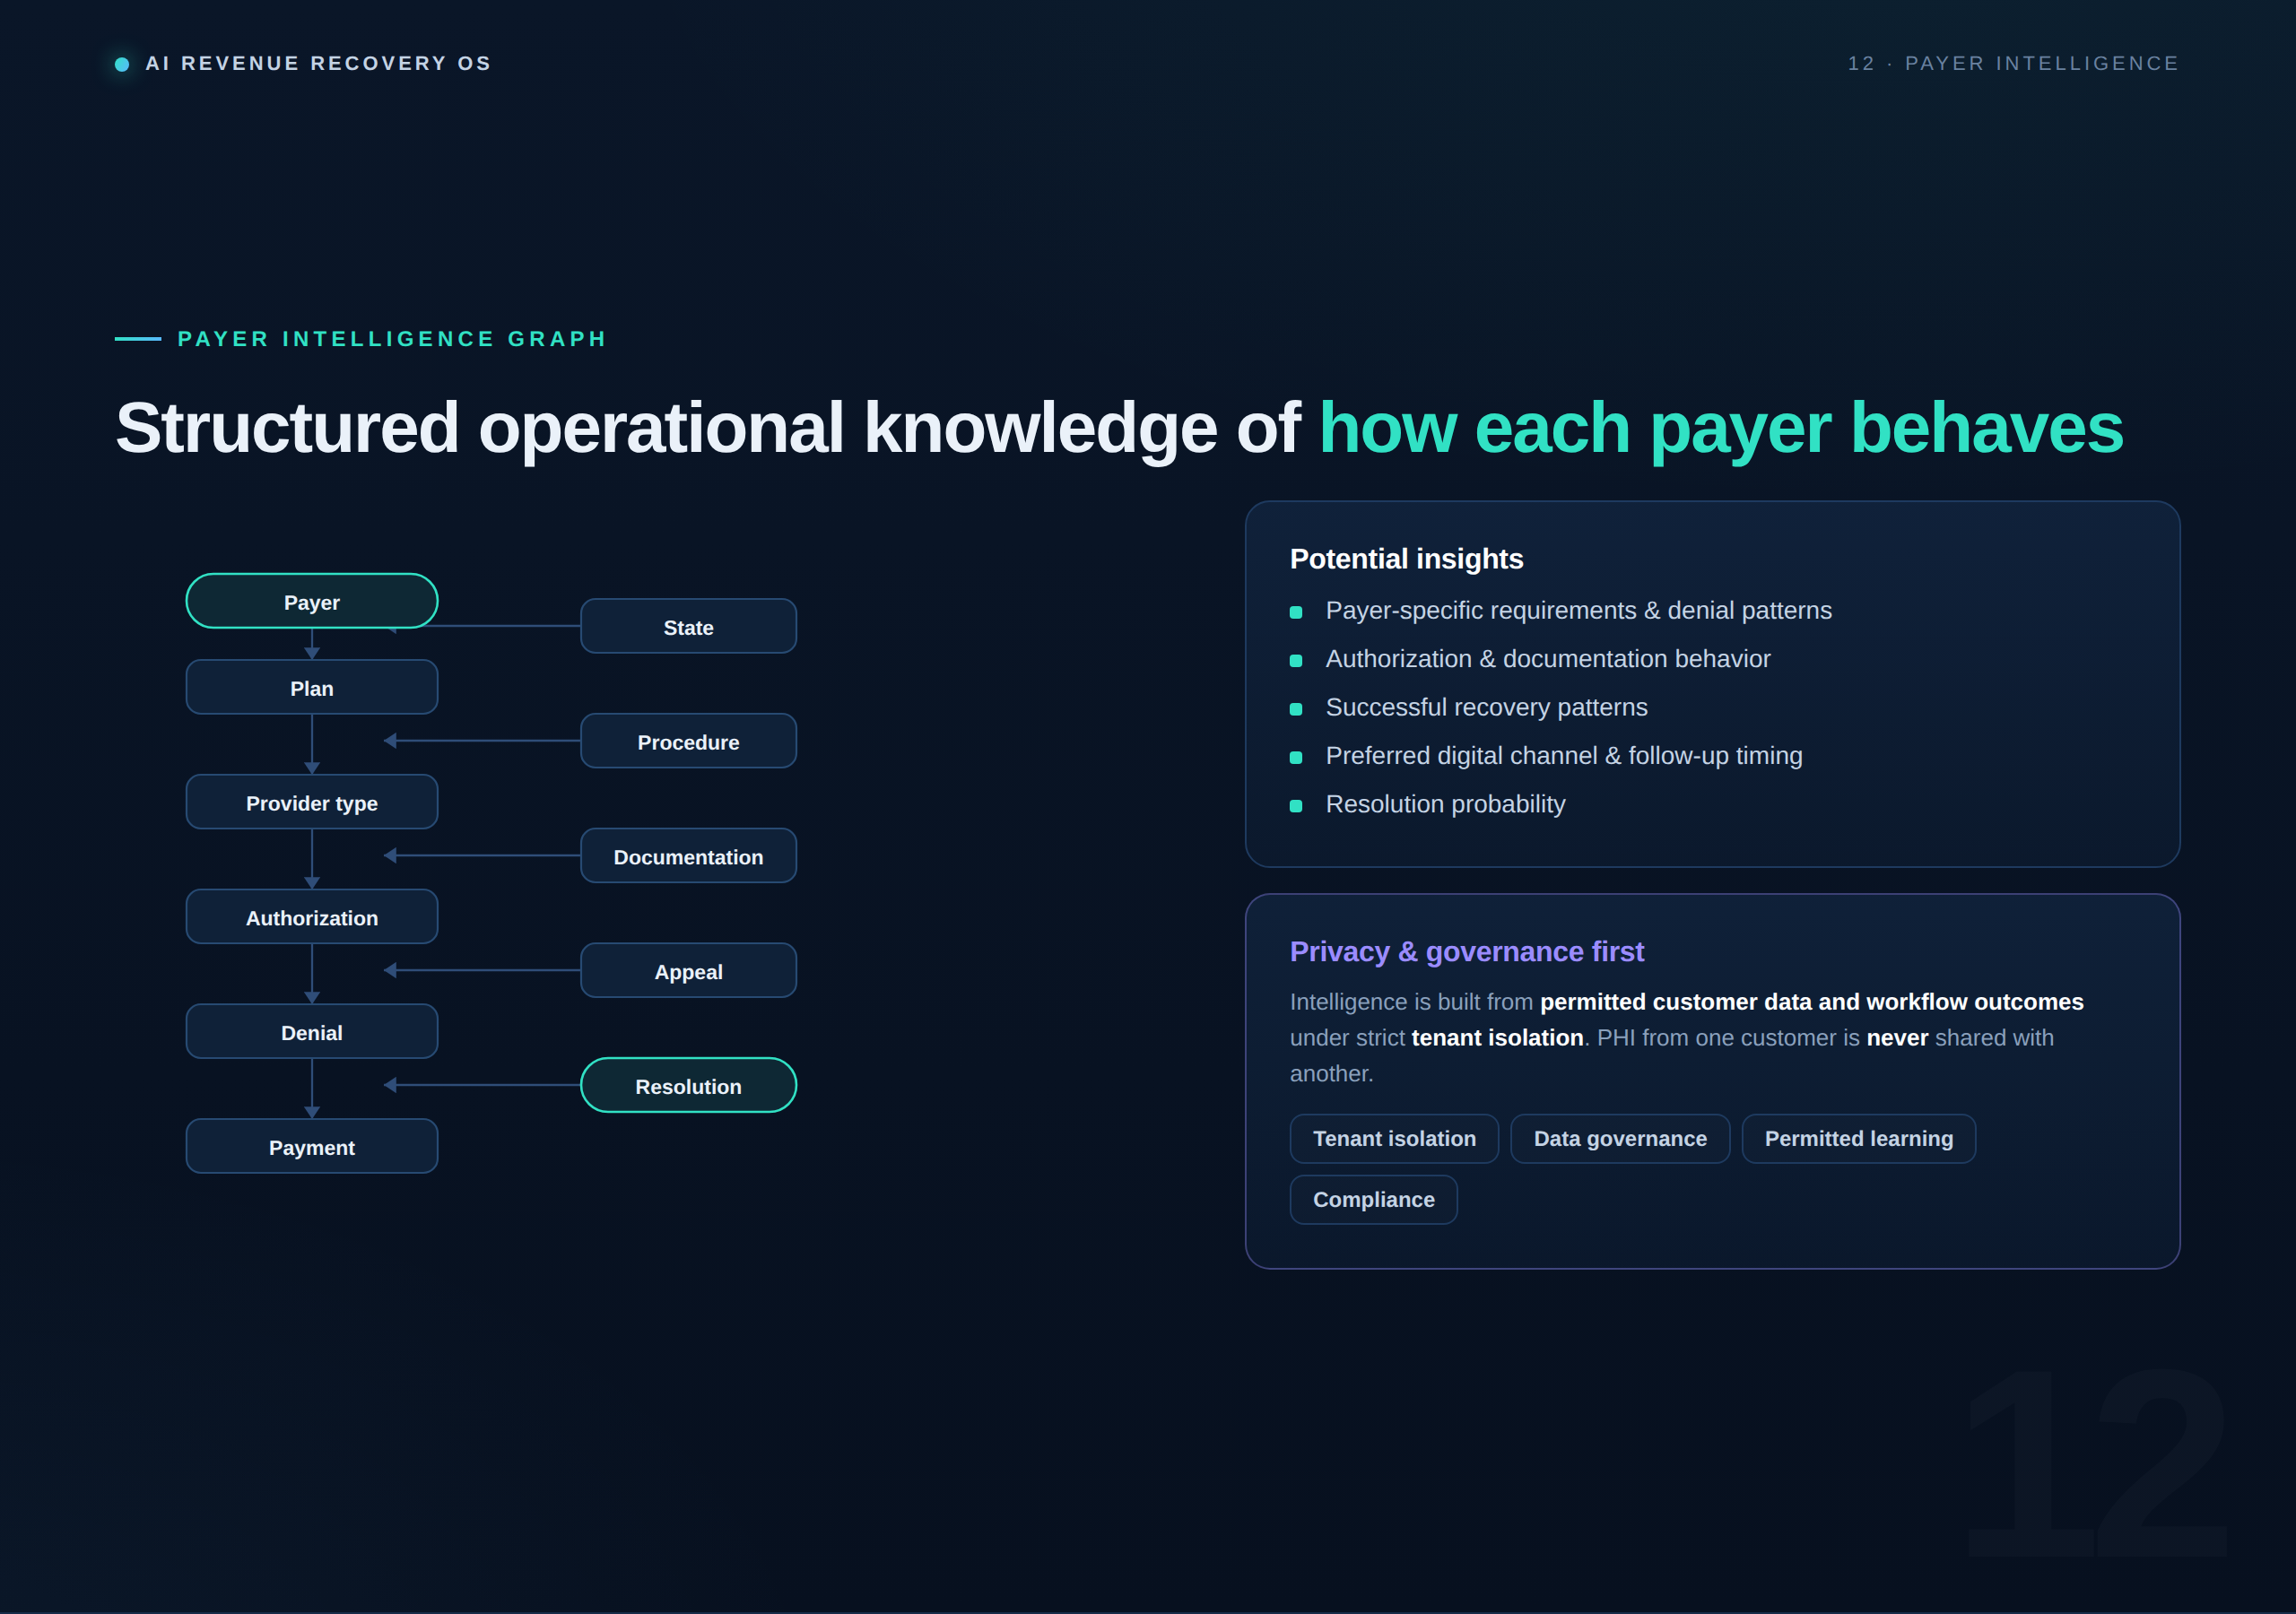 AI REVENUE RECOVERY OS
12 · PAYER INTELLIGENCE
PAYER INTELLIGENCE GRAPH
Structured operational knowledge of how each payer behaves
Payer
State
Plan
Procedure
Provider type
Documentation
Authorization
Appeal
Denial
Resolution
Payment
Potential insights
Payer-specific requirements & denial patterns
Authorization & documentation behavior
Successful recovery patterns
Preferred digital channel & follow-up timing
Resolution probability
Privacy & governance first
Intelligence is built from permitted customer data and workflow outcomes
under strict tenant isolation. PHI from one customer is never shared with
another.
Tenant isolation
Data governance
Permitted learning
Compliance
12